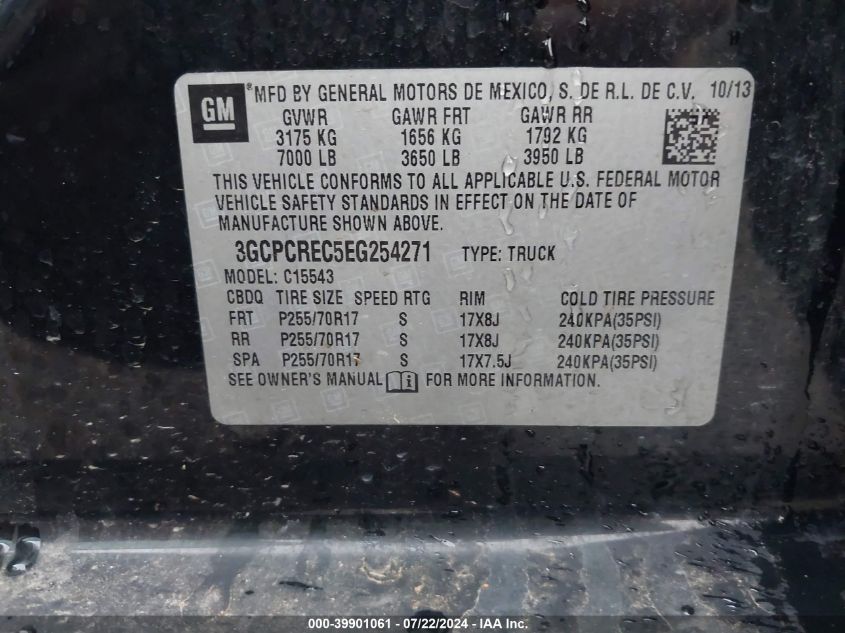 GM ® MFD BY GENERAL MOTORS DE MEXICO, S. DE R.L. DE C.V. 10/13
GVWR GAWR FRT GAWR RR
3175 KG 1656 KG 1792 KG
7000 LB 3650 LB 3950 LB
THIS VEHICLE CONFORMS TO ALL APPLICABLE U.S. FEDERAL MOTOR
VEHICLE SAFETY STANDARDS IN EFFECT ON THE DATE OF
MANUFACTURE SHOWN ABOVE.
3GCPCREC5EG254271 TYPE: TRUCK
MODEL: C15543
CBDQ TIRE SIZE SPEED RTG RIM COLD TIRE PRESSURE
FRT P255/70R17 S 17X8J 240KPA(35PSI)
RR P255/70R17 S 17X8J 240KPA(35PSI)
SPA P255/70R17 S 17X7.5J 240KPA(35PSI)
SEE OWNER'S MANUAL FOR MORE INFORMATION.
000-39901061 - 07/22/2024 - IAA Inc.